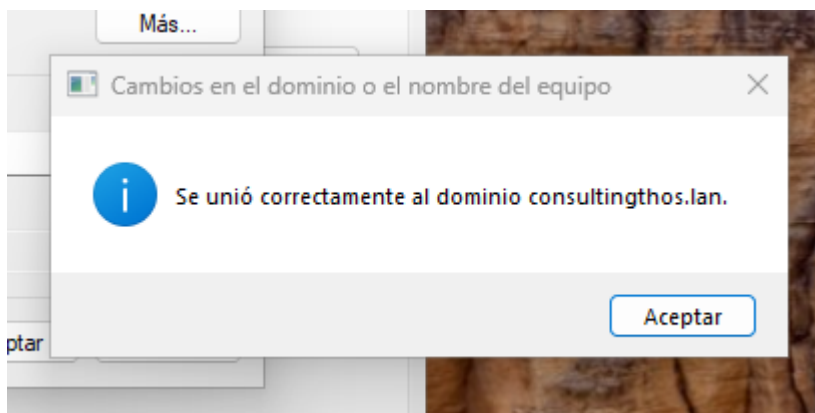 Más...
Cambios en el dominio o el nombre del equipo
Se unió correctamente al dominio consultingthos.lan.
Aceptar
ptar